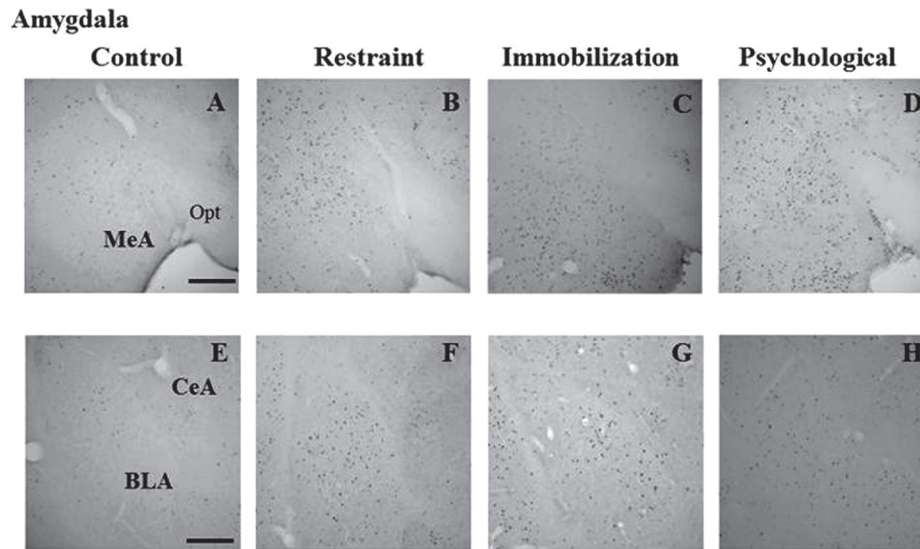 Amygdala
Control Restraint Immobilization Psychological
A B C D
Opt
MeA
E F G H
CeA
BLA